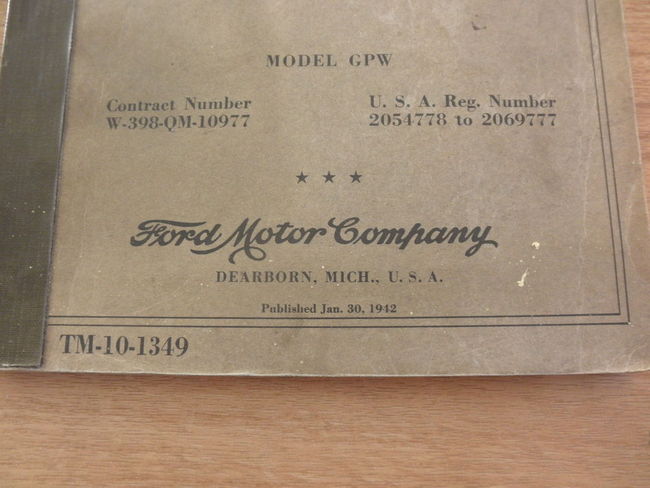 MODEL GPW
Contract Number
W-398-QM-10977
U. S. A. Reg. Number
2054778 to 2069777
Ford Motor Company
DEARBORN, MICH., U. S. A.
Published Jan. 30, 1942
TM-10-1349